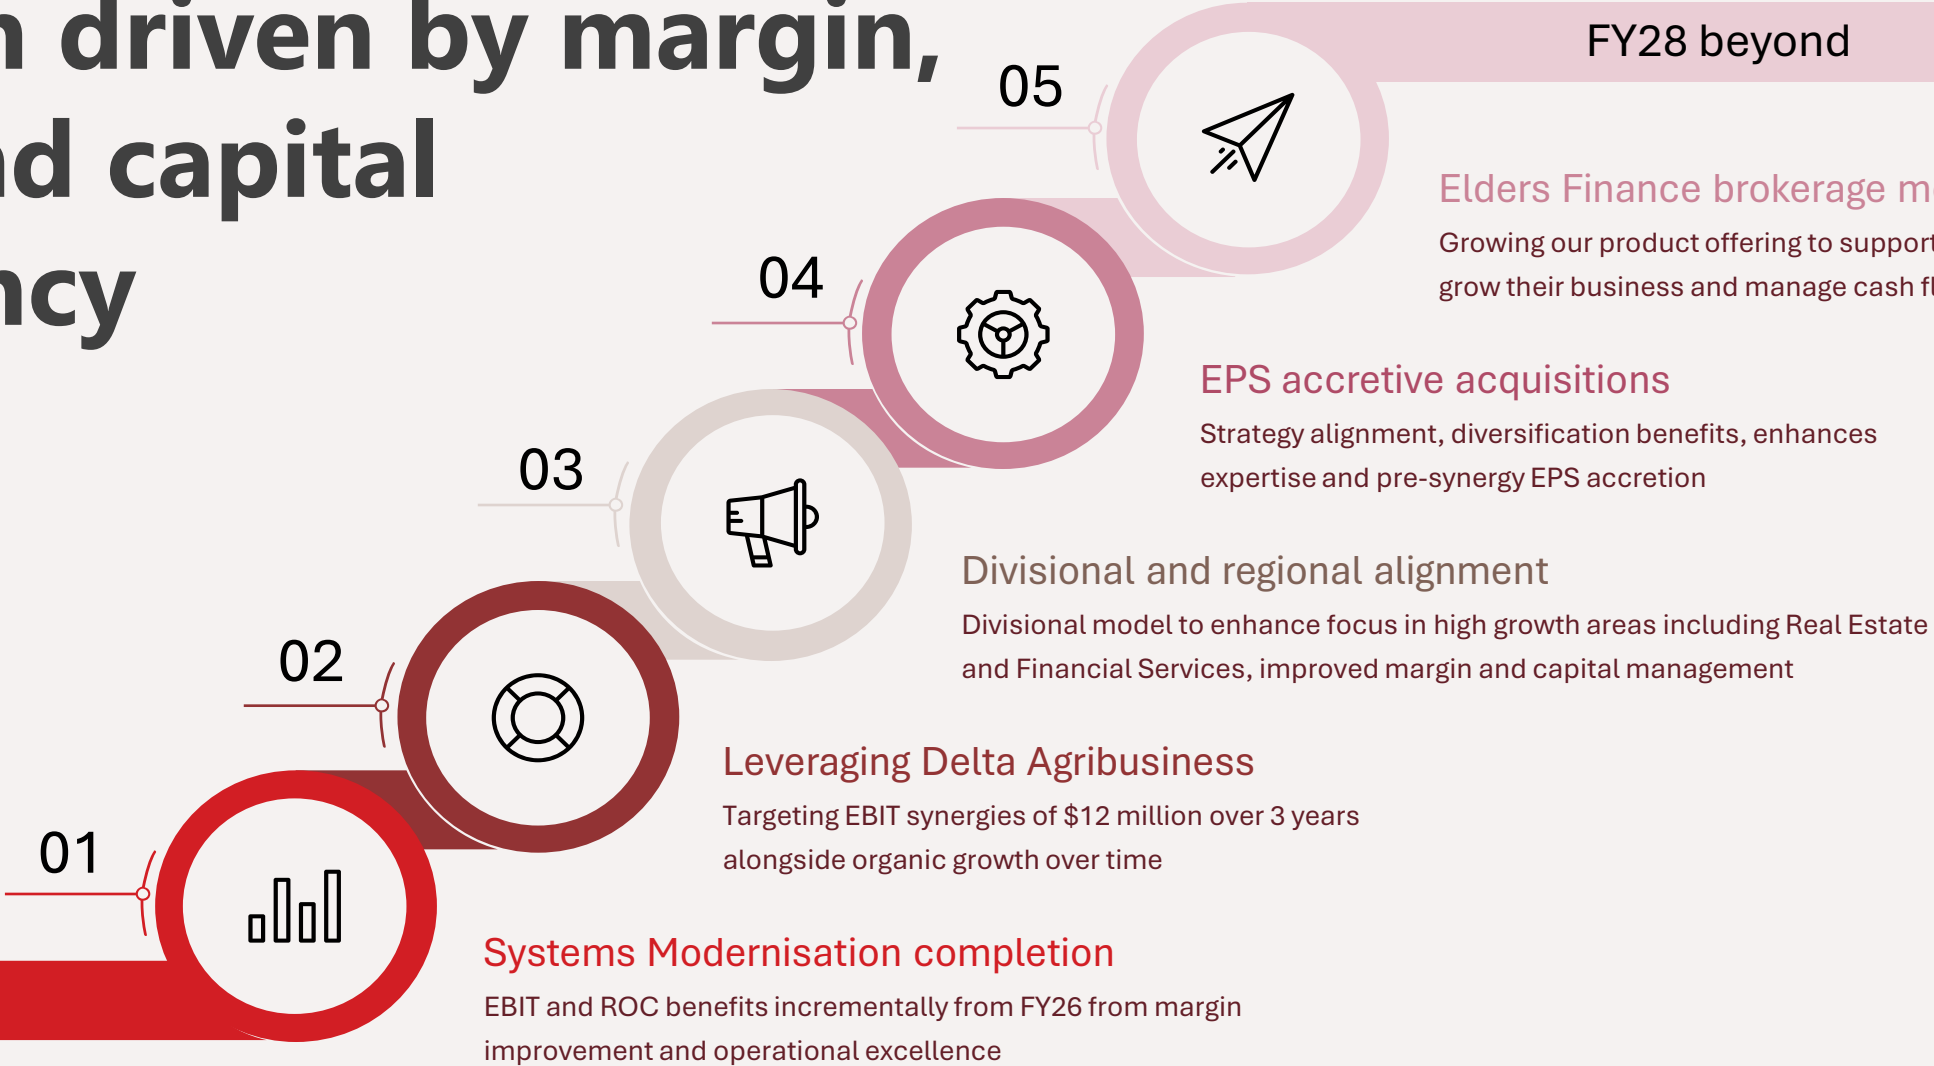 driven by margin,
capital
FY28 beyond
05
Elders Finance brokerage
Growing our product offering to support
grow their business and manage cash
04
EPS accretive acquisitions
Strategy alignment, diversification benefits, enhances
expertise and pre-synergy EPS accretion
03
Divisional and regional alignment
Divisional model to enhance focus in high growth areas including Real Estate
and Financial Services, improved margin and capital management
02
Leveraging Delta Agribusiness
Targeting EBIT synergies of $12 million over 3 years
alongside organic growth over time
01
Systems Modernisation completion
EBIT and ROC benefits incrementally from FY26 from margin
improvement and operational excellence